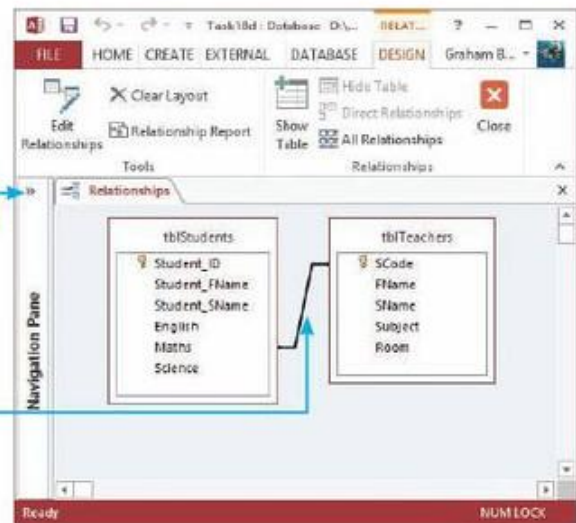 Task18d : Database D:\...
RELAT...
?
FILE HOME CREATE EXTERNAL DATABASE DESIGN Graham B...
Edit Relationships
Clear Layout
Relationship Report
Tools
Show Table
Hide Table
Direct Relationships
All Relationships
Relationships
Close
Relationships
Navigation Pane
tblStudents
Student_ID
Student_FName
Student_SName
English
Maths
Science
tblTeachers
SCode
FName
SName
Subject
Room
Ready
NUM LOCK